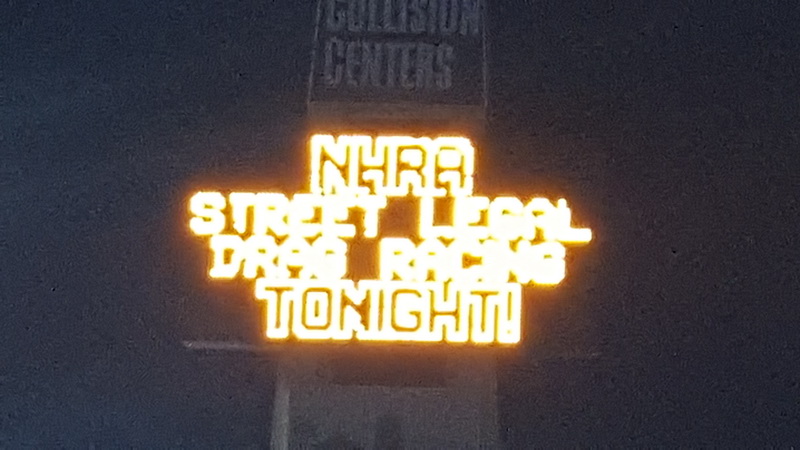 COLLISION
CENTERS
NHRA
STREET LEGAL
DRAG RACING
TONIGHT!